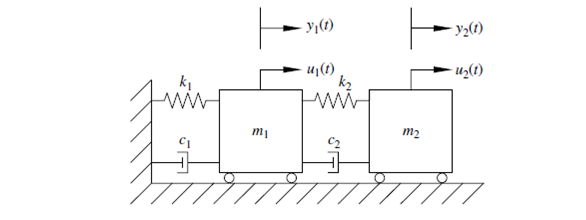 y₁(t) y₂(t)
u₁(t) u₂(t)
k₁ k₂
m₁ m₂
c₁ c₂